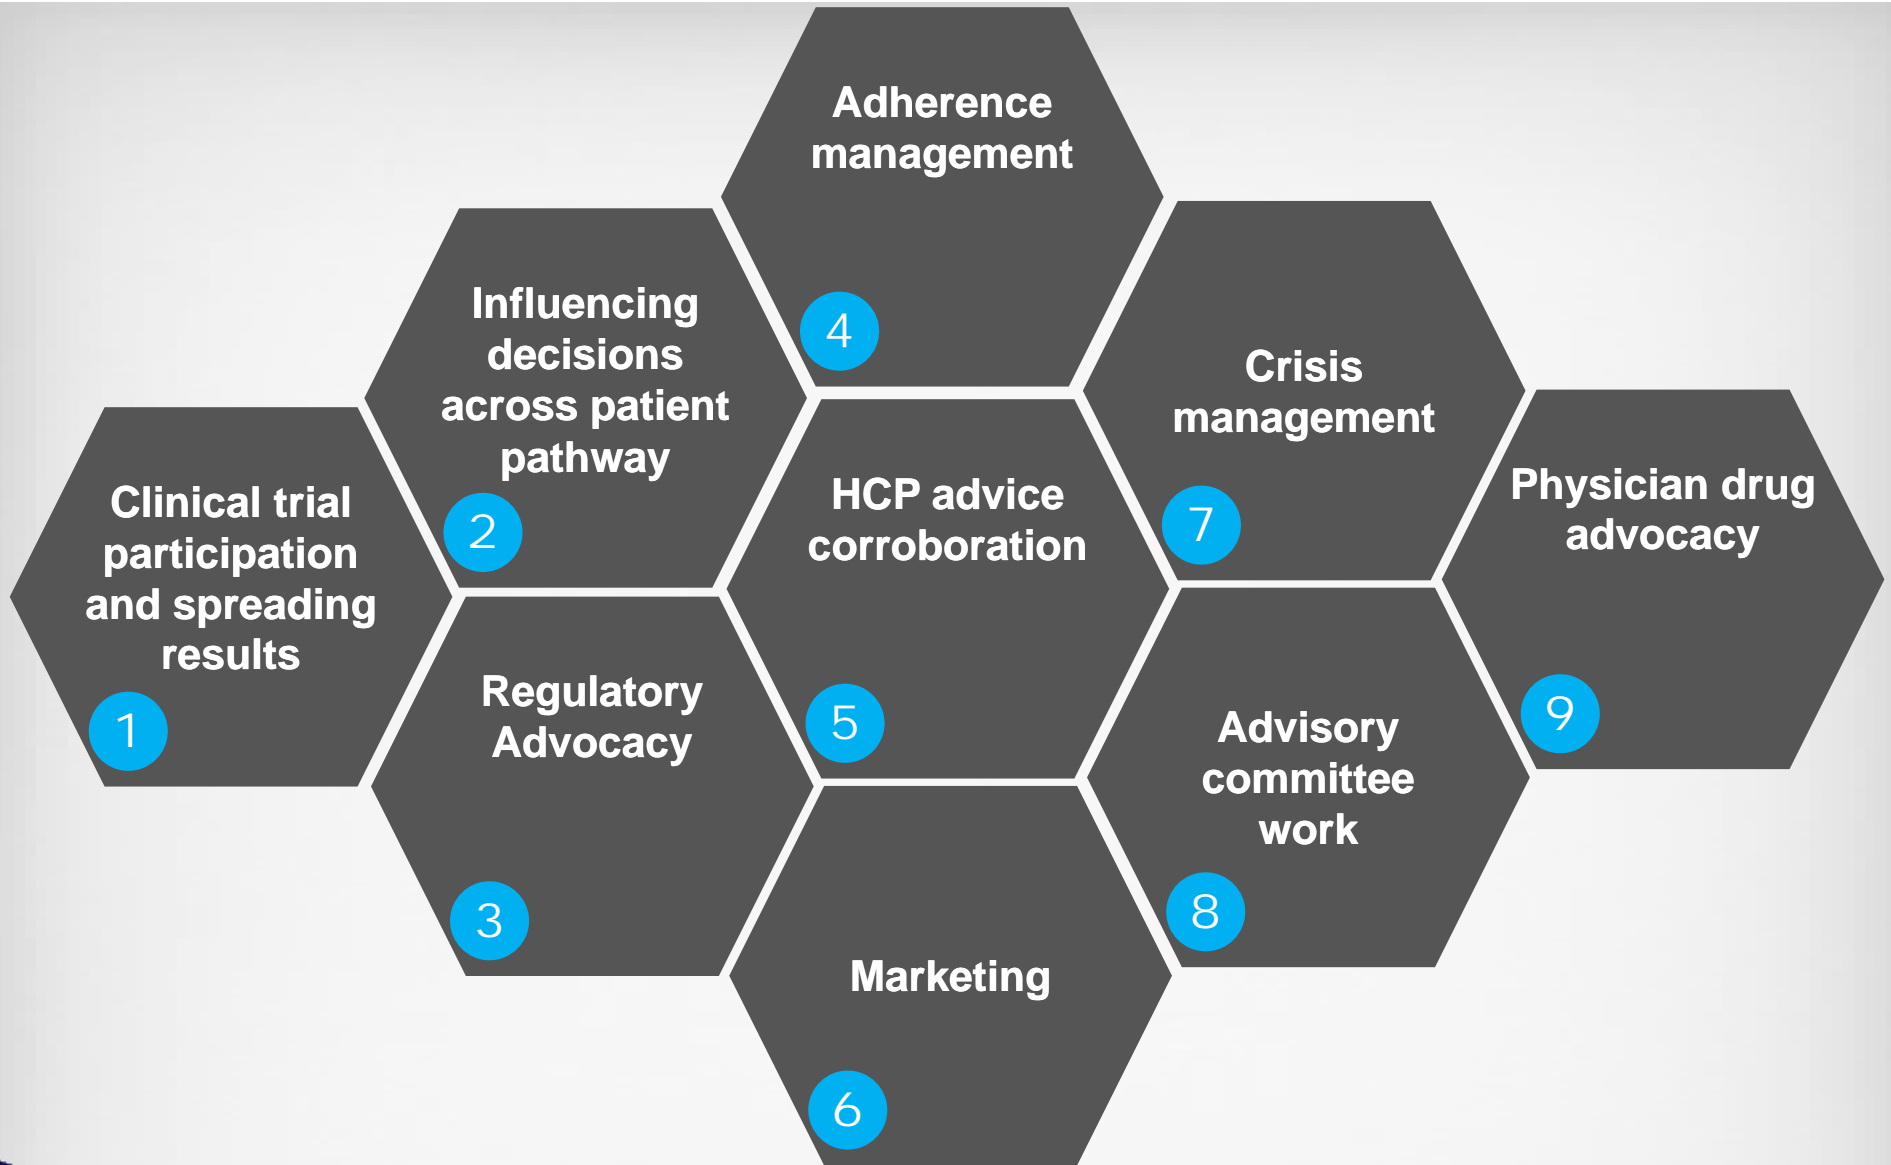 Clinical trial
participation
and spreading
results
1
Influencing
decisions
across patient
pathway
2
Regulatory
Advocacy
3
Adherence
management
4
HCP advice
corroboration
5
Marketing
6
Crisis
management
7
Advisory
committee
work
8
Physician drug
advocacy
9